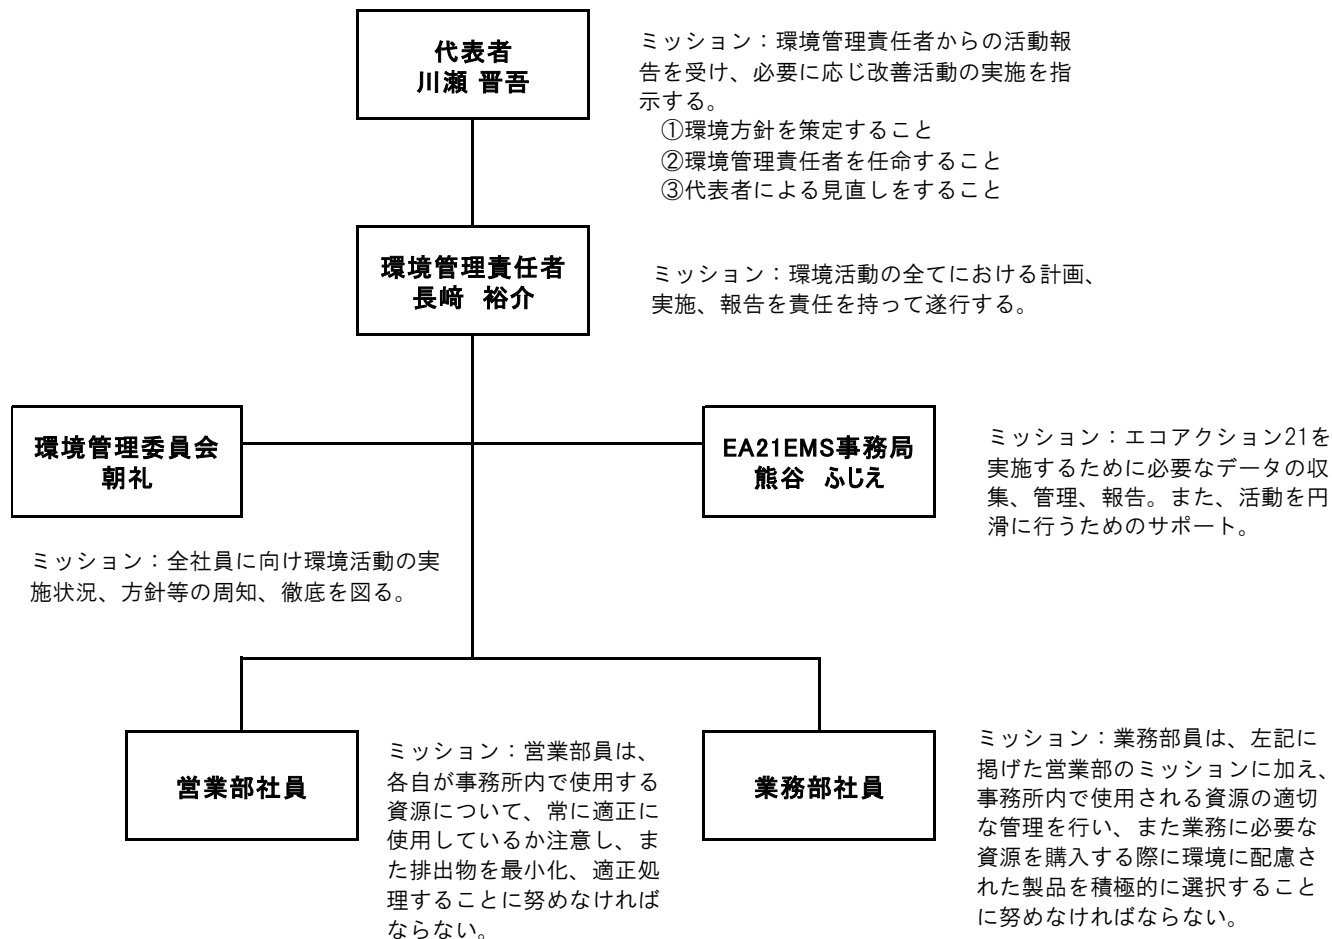 代表者
川瀬 晋吾
ミッション：環境管理責任者からの活動報
告を受け、必要に応じ改善活動の実施を指
示する。
①環境方針を策定すること
②環境管理責任者を任命すること
③代表者による見直しをすること
環境管理責任者
長﨑 裕介
ミッション：環境活動の全てにおける計画、
実施、報告を責任を持って遂行する。
環境管理委員会
朝礼
ミッション：全社員に向け環境活動の実
施状況、方針等の周知、徹底を図る。
EA21EMS事務局
熊谷 ふじえ
ミッション：エコアクション21を
実施するために必要なデータの収
集、管理、報告。また、活動を円
滑に行うためのサポート。
営業部社員
ミッション：営業部員は、
各自が事務所内で使用する
資源について、常に適正に
使用しているか注意し、ま
た排出物を最小化、適正処
理することに努めなければ
ならない。
業務部社員
ミッション：業務部員は、左記に
掲げた営業部のミッションに加え、
事務所内で使用される資源の適切
な管理を行い、また業務に必要な
資源を購入する際に環境に配慮さ
れた製品を積極的に選択すること
に努めなければならない。